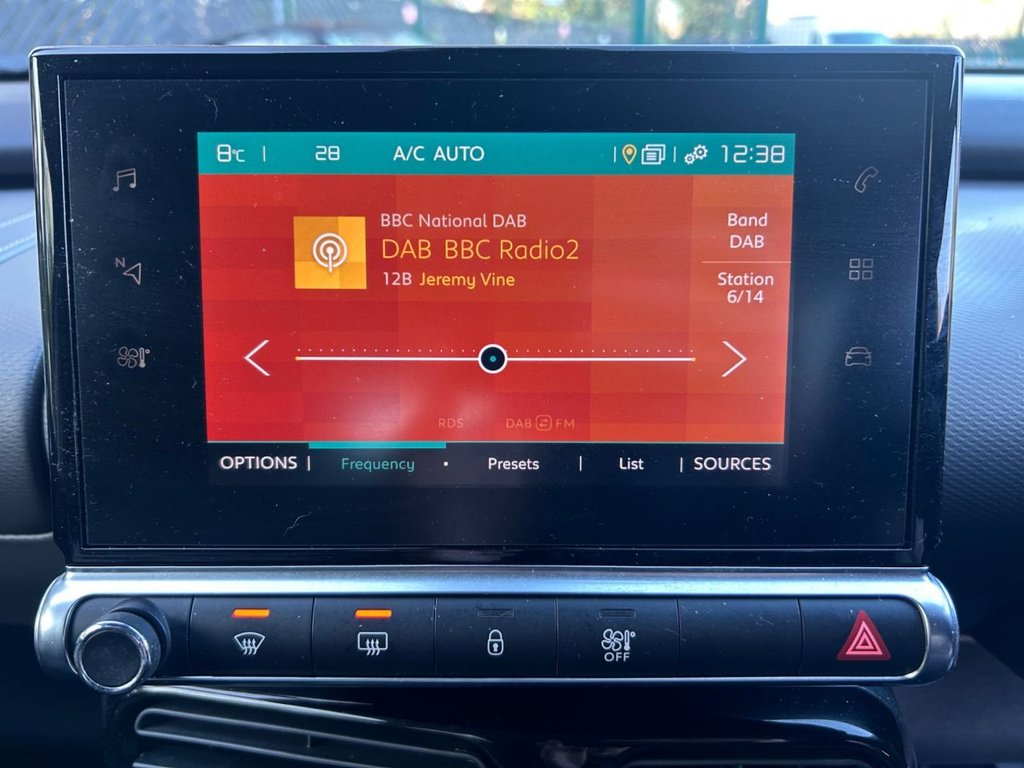 8°C | 28 A/C AUTO 12:38
BBC National DAB
DAB BBC Radio2
12B Jeremy Vine
Band
DAB
Station
6/14
N
RDS DAB FM
OPTIONS | Frequency · Presets | List | SOURCES
OFF